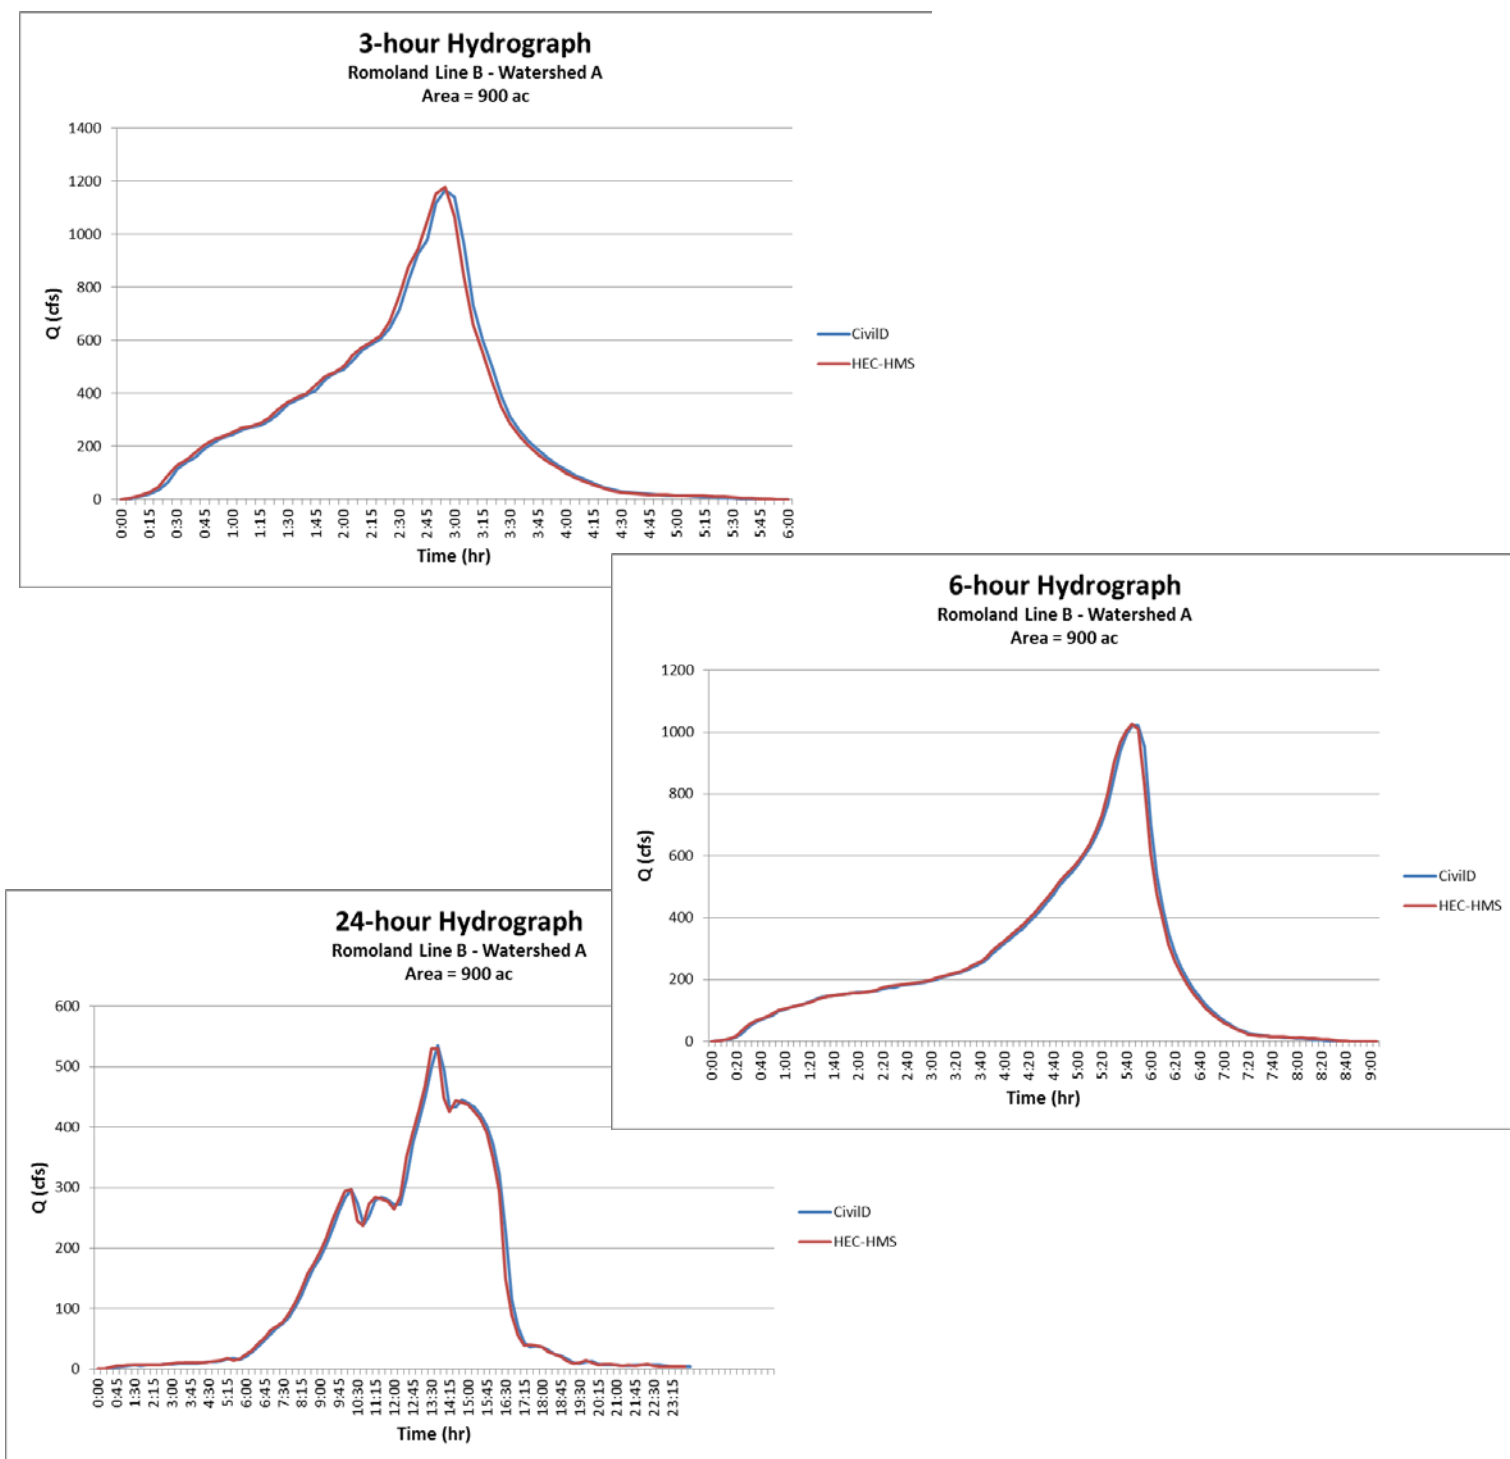 3-hour Hydrograph
Romoland Line B - Watershed A
Area = 900 ac
1400
1200
1000
800
600
400
200
0
Q (cfs)
0:00 0:15 0:30 0:45 1:00 1:15 1:30 1:45 2:00 2:15 2:30 2:45 3:00 3:15 3:30 3:45 4:00 4:15 4:30 4:45 5:00 5:15 5:30 5:45 6:00
Time (hr)
CivilD
HEC-HMS
6-hour Hydrograph
Romoland Line B - Watershed A
Area = 900 ac
1200
1000
800
600
400
200
0
Q (cfs)
0:00 0:20 0:40 1:00 1:20 1:40 2:00 2:20 2:40 3:00 3:20 3:40 4:00 4:20 4:40 5:00 5:20 5:40 6:00 6:20 6:40 7:00 7:20 7:40 8:00 8:20 8:40 9:00
Time (hr)
CivilD
HEC-HMS
24-hour Hydrograph
Romoland Line B - Watershed A
Area = 900 ac
600
500
400
300
200
100
0
Q (cfs)
0:00 0:45 1:30 2:15 3:00 3:45 4:30 5:15 6:00 6:45 7:30 8:15 9:00 9:45 10:30 11:15 12:00 12:45 13:30 14:15 15:00 15:45 16:30 17:15 18:00 18:45 19:30 20:15 21:00 21:45 22:30 23:15
Time (hr)
CivilD
HEC-HMS